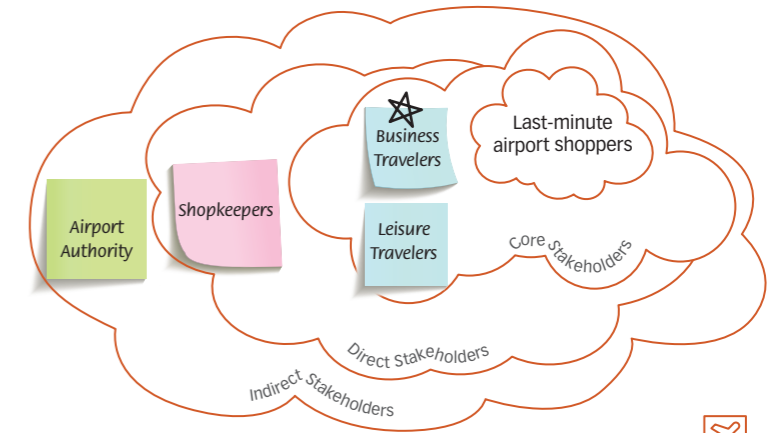 Business
Travelers
Last-minute
airport shoppers
Airport
Authority
Shopkeepers
Leisure
Travelers
Core Stakeholders
Direct Stakeholders
Indirect Stakeholders